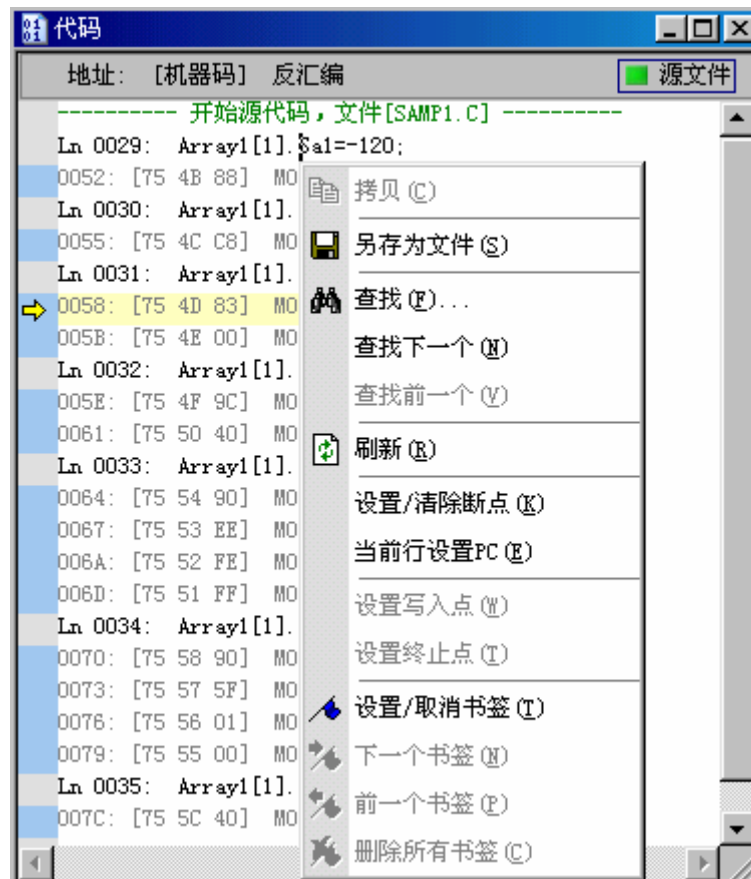 代码
地址: [机器码] 反汇编 源文件
---------- 开始源代码，文件[SAMP1.C] ----------
Ln 0029: Array1[1].Sa1=-120;
0052: [75 4B 88] MO
Ln 0030: Array1[1].
0055: [75 4C C8] MO
Ln 0031: Array1[1].
0058: [75 4D 83] MO
005B: [75 4E 00] MO
Ln 0032: Array1[1].
005E: [75 4F 9C] MO
0061: [75 50 40] MO
Ln 0033: Array1[1].
0064: [75 54 90] MO
0067: [75 53 EE] MO
006A: [75 52 FE] MO
006D: [75 51 FF] MO
Ln 0034: Array1[1].
0070: [75 58 90] MO
0073: [75 57 5F] MO
0076: [75 56 01] MO
0079: [75 55 00] MO
Ln 0035: Array1[1].
007C: [75 5C 40] MO
拷贝(C)
另存为文件(S)
查找(F)...
查找下一个(N)
查找前一个(V)
刷新(R)
设置/清除断点(K)
当前行设置PC(E)
设置写入点(W)
设置终止点(T)
设置/取消书签(T)
下一个书签(N)
前一个书签(P)
删除所有书签(C)